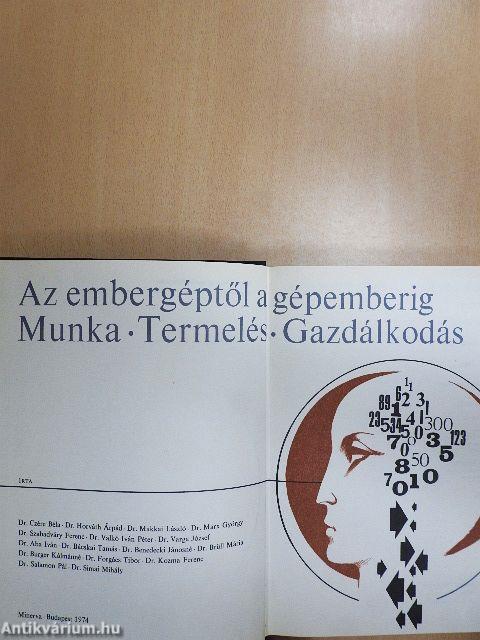 Az embergéptől a gépemberig
Munka · Termelés · Gazdálkodás
ÍRTA
Dr. Czére Béla · Dr. Horváth Árpád · Dr. Makkai László · Dr. Marx György
Dr. Szabadváry Ferenc · Dr. Valkó Iván Péter · Dr. Varga József
Dr. Aba Iván · Dr. Bácskai Tamás · Dr. Benedecki Jánosné · Dr. Brüll Mária
Dr. Burger Kálmánné · Dr. Forgács Tibor · Dr. Kozma Ferenc
Dr. Salamon Pál · Dr. Simai Mihály
Minerva · Budapest 1974
Antikvárium.hu